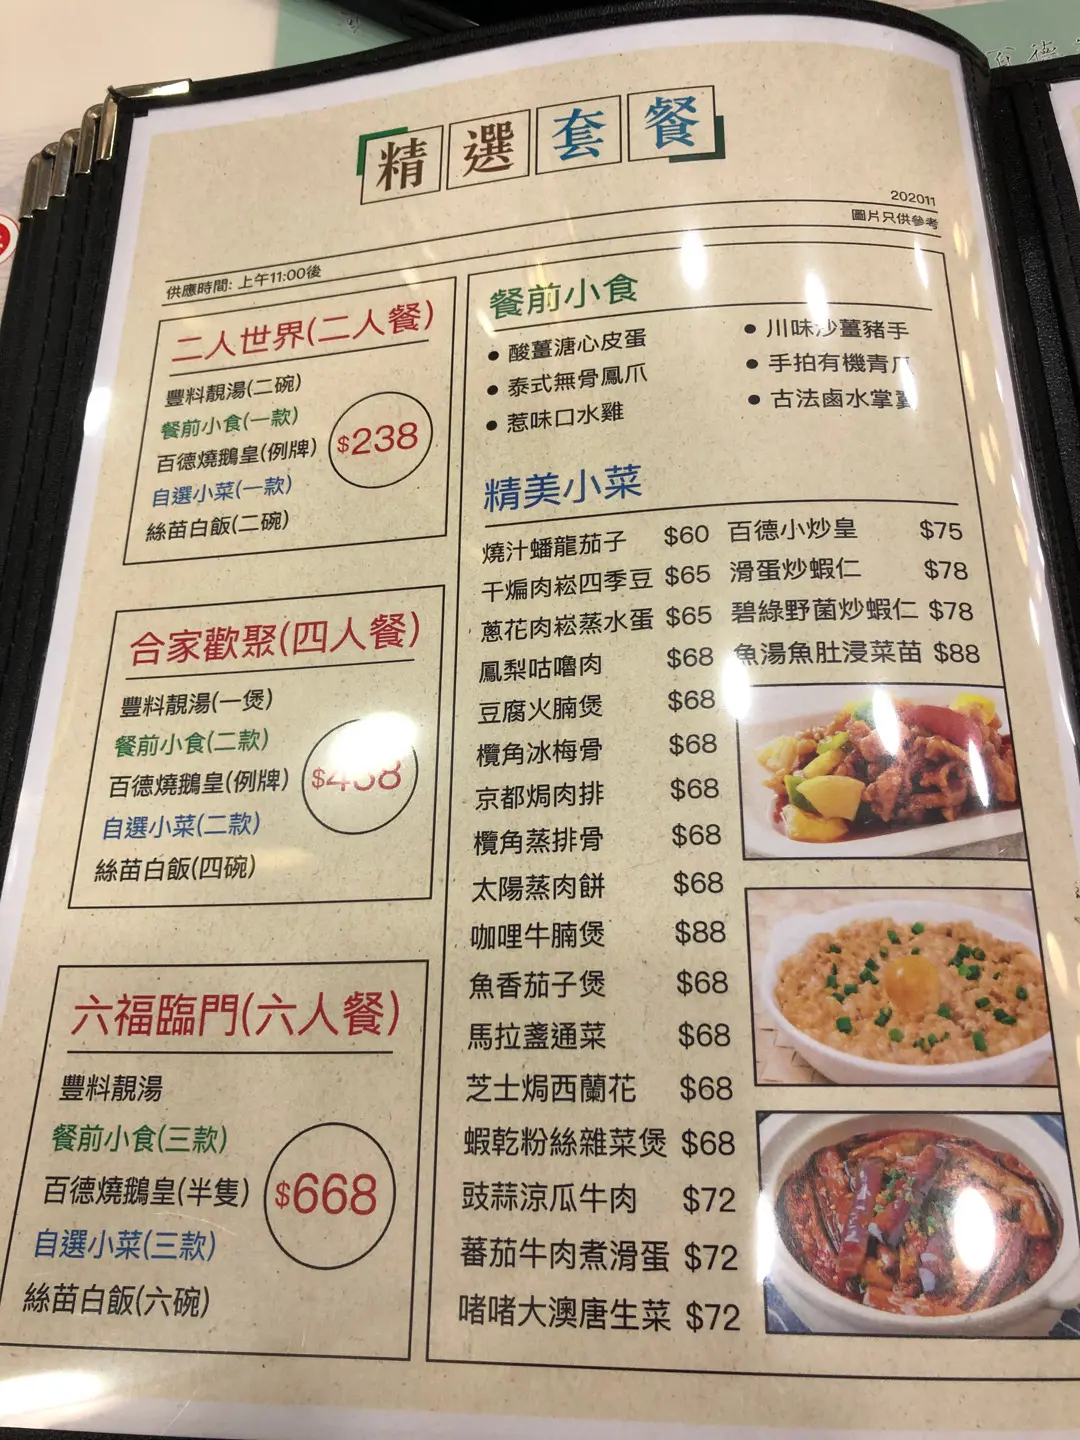 精選套餐
202011
圖片只供參考
供應時間: 上午11:00後
二人世界(二人餐)
豐料靚湯(二碗)
餐前小食(一款)
百德燒鵝皇(例牌)
自選小菜(一款)
絲苗白飯(二碗)
$238
合家歡聚(四人餐)
豐料靚湯(一煲)
餐前小食(二款)
百德燒鵝皇(例牌)
自選小菜(二款)
絲苗白飯(四碗)
六福臨門(六人餐)
豐料靚湯
餐前小食(三款)
百德燒鵝皇(半隻)
自選小菜(三款)
絲苗白飯(六碗)
$668
餐前小食
• 酸薑溏心皮蛋
• 泰式無骨鳳爪
• 惹味口水雞
• 川味沙薑豬手
• 手拍有機青瓜
• 古法鹵水掌翼
精美小菜
燒汁蟠龍茄子 $60
干煸肉崧四季豆 $65
蔥花肉崧蒸水蛋 $65
鳳梨咕嚕肉 $68
豆腐火腩煲 $68
欖角冰梅骨 $68
京都焗肉排 $68
欖角蒸排骨 $68
太陽蒸肉餅 $68
咖哩牛腩煲 $88
魚香茄子煲 $68
馬拉盞通菜 $68
芝士焗西蘭花 $68
蝦乾粉絲雜菜煲 $68
豉蒜涼瓜牛肉 $72
蕃茄牛肉煮滑蛋 $72
啫啫大澳唐生菜 $72
百德小炒皇 $75
滑蛋炒蝦仁 $78
碧綠野菌炒蝦仁 $78
魚湯魚肚浸菜苗 $88